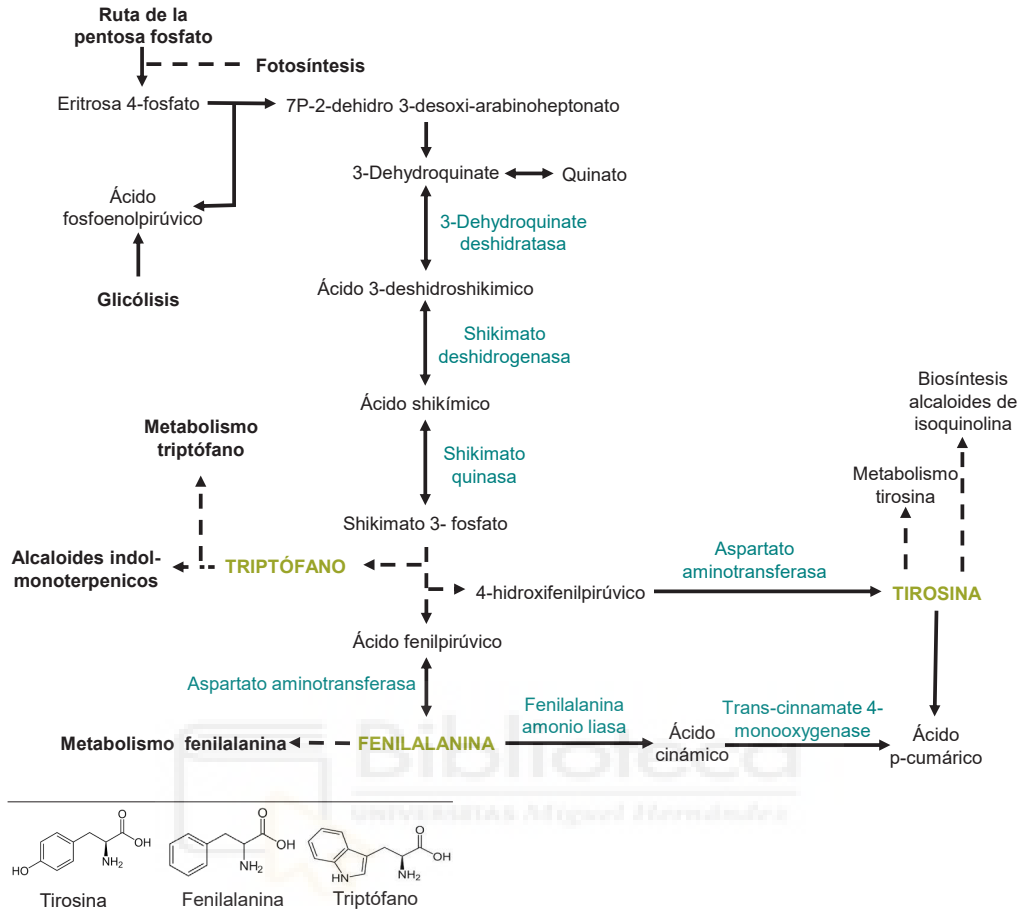 Ruta de la
pentosa fosfato
Fotosíntesis
Eritrosa 4-fosfato
7P-2-dehidro 3-desoxi-arabinoheptonato
3-Dehydroquinate
Quinato
Ácido
fosfoenolpirúvico
3-Dehydroquinate
deshidratasa
Glicólisis
Ácido 3-deshidroshikimico
Shikimato
deshidrogenasa
Biosíntesis
alcaloides de
isoquinolina
Ácido shikímico
Metabolismo
triptófano
Shikimato
quinasa
Metabolismo
tirosina
Shikimato 3- fosfato
Alcaloides indol-
monoterpenicos
TRIPTÓFANO
Aspartato
aminotransferasa
4-hidroxifenilpirúvico
TIROSINA
Ácido fenilpirúvico
Aspartato aminotransferasa
Fenilalanina
amonio liasa
Trans-cinnamate 4-
monooxygenase
Metabolismo fenilalanina
FENILALANINA
Ácido
cinámico
Ácido
p-cumárico
Biblioteca
UNIVERSITAS Miguel Hernández
O
OH
NH2
HO
Tirosina
O
OH
NH2
Fenilalanina
O
OH
NH2
HN
Triptófano